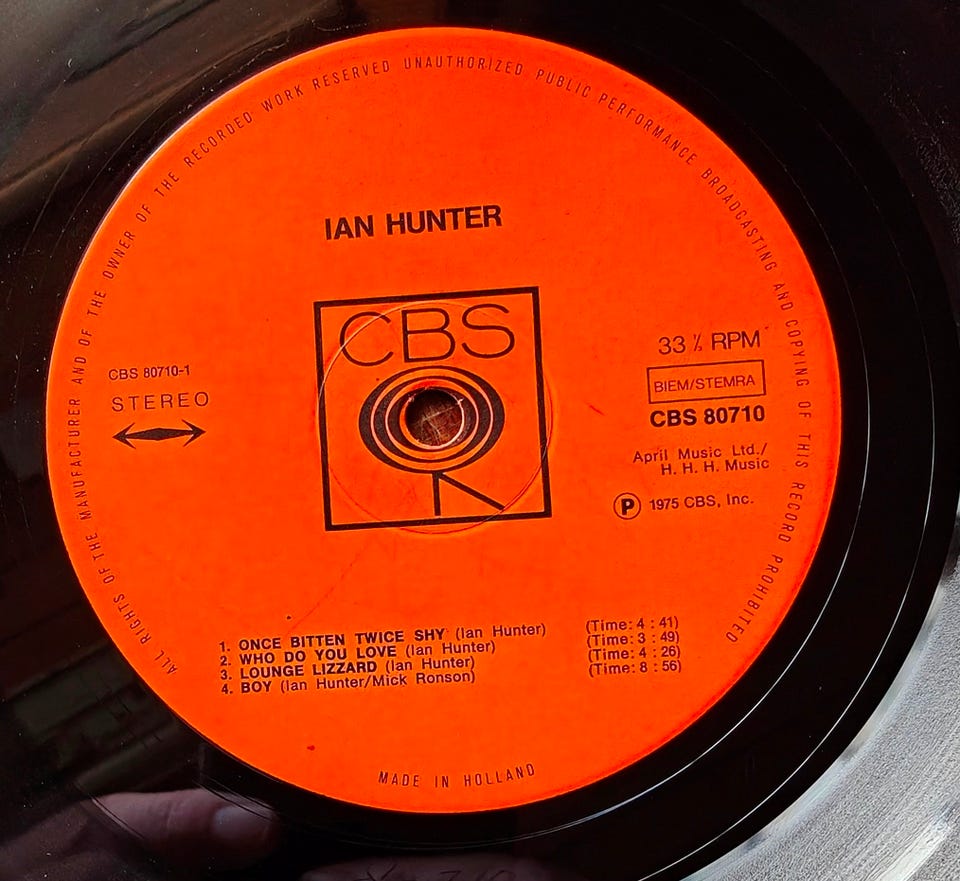 ALL RIGHTS OF THE MANUFACTURER AND OF THE OWNER OF THE RECORDED WORK RESERVED UNAUTHORIZED PUBLIC PERFORMANCE BROADCASTING AND COPYING OF THIS RECORD PROHIBITED
IAN HUNTER
CBS
CBS 80710-1
STEREO
33 ⅓ RPM
BIEM/STEMRA
CBS 80710
April Music Ltd./
H. H. H. Music
Ⓟ 1975 CBS, Inc.
1. ONCE BITTEN TWICE SHY (Ian Hunter) (Time: 4 : 41)
2. WHO DO YOU LOVE (Ian Hunter) (Time: 3 : 49)
3. LOUNGE LIZZARD (Ian Hunter) (Time: 4 : 26)
4. BOY (Ian Hunter/Mick Ronson) (Time: 8 : 56)
MADE IN HOLLAND